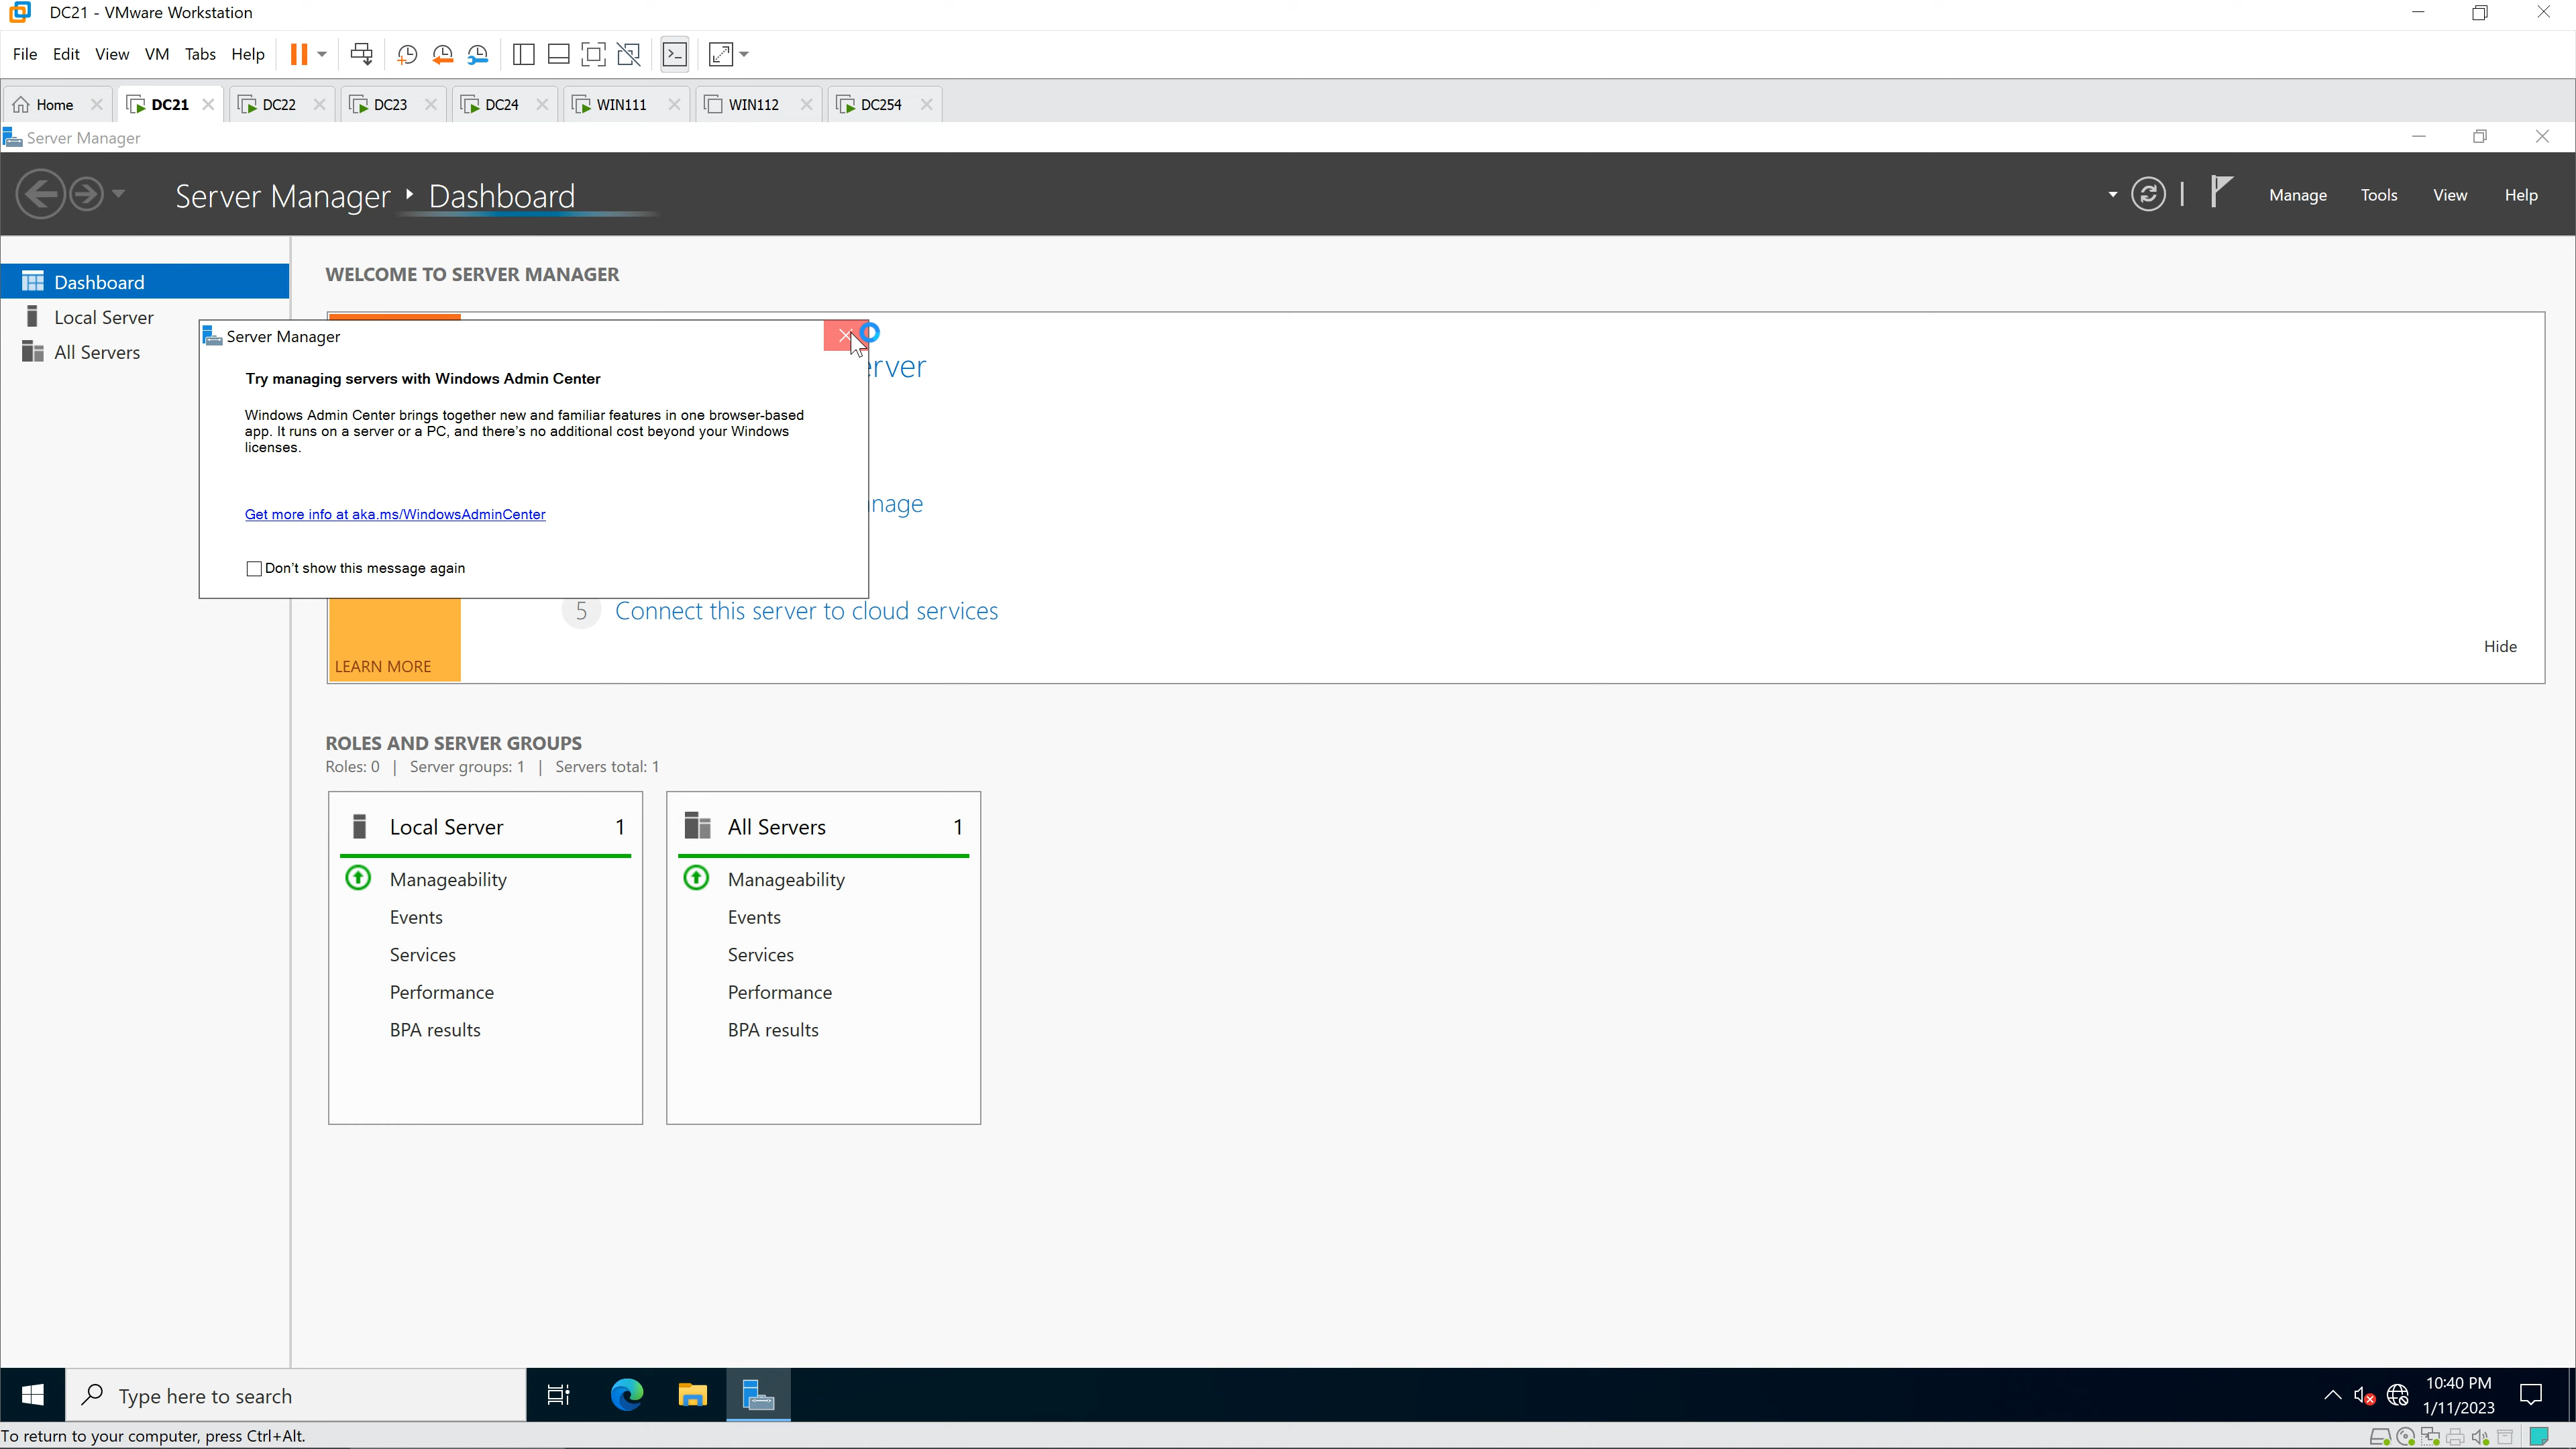 DC21 - VMware Workstation
File Edit View VM Tabs Help
Home DC21 DC22 DC23 DC24 WIN111 WIN112 DC254
Server Manager
Server Manager Dashboard
Manage Tools View Help
Dashboard
Local Server
All Servers
WELCOME TO SERVER MANAGER
Server Manager
Try managing servers with Windows Admin Center
Windows Admin Center brings together new and familiar features in one browser-based
app. It runs on a server or a PC, and there's no additional cost beyond your Windows
licenses.
Get more info at aka.ms/WindowsAdminCenter
Don't show this message again
5 Connect this server to cloud services
LEARN MORE
Hide
ROLES AND SERVER GROUPS
Roles: 0 | Server groups: 1 | Servers total: 1
Local Server 1
Manageability
Events
Services
Performance
BPA results
All Servers 1
Manageability
Events
Services
Performance
BPA results
Type here to search
10:40 PM
1/11/2023
To return to your computer, press Ctrl+Alt.